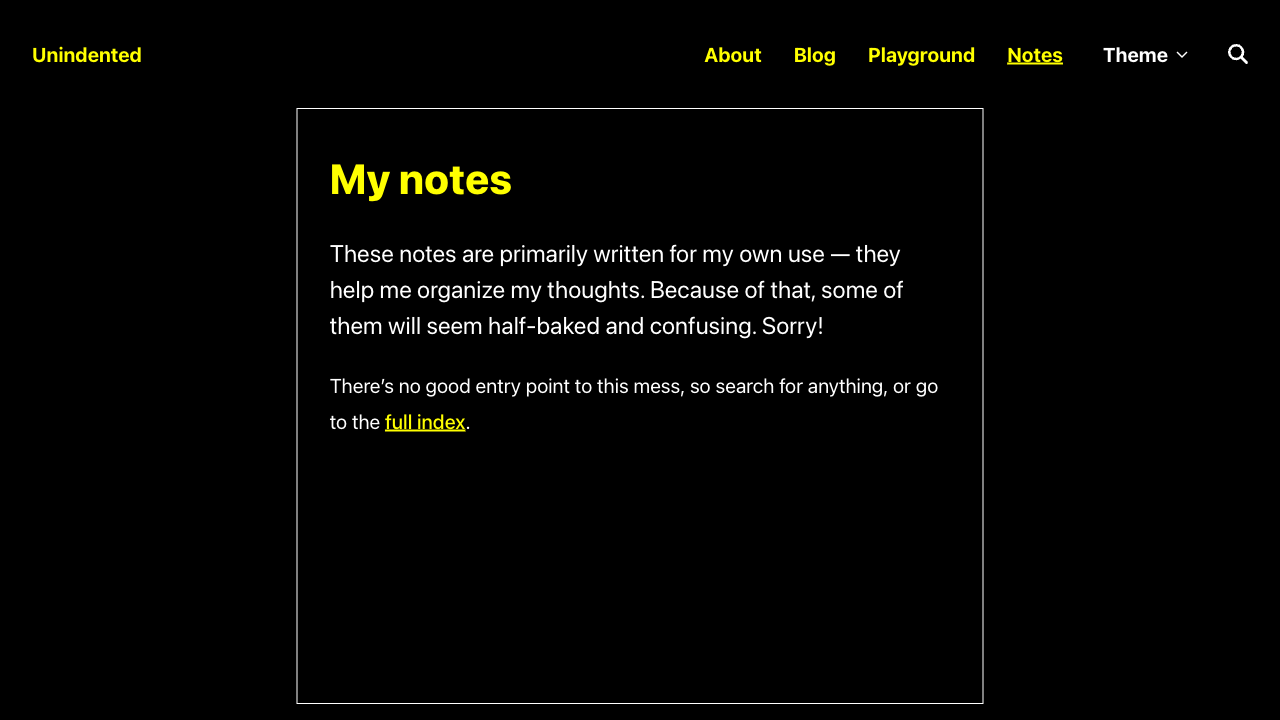 Unindented
About
Blog
Playground
Notes
Theme
My notes
These notes are primarily written for my own use — they
help me organize my thoughts. Because of that, some of
them will seem half-baked and confusing. Sorry!
There’s no good entry point to this mess, so search for anything, or go
to the full index.